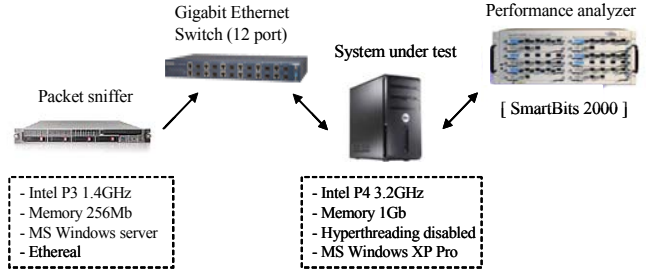 Gigabit Ethernet
Switch (12 port)
Performance analyzer
System under test
Packet sniffer
[ SmartBits 2000 ]
- Intel P3 1.4GHz
- Memory 256Mb
- MS Windows server
- Ethereal
- Intel P4 3.2GHz
- Memory 1Gb
- Hyperthreading disabled
- MS Windows XP Pro